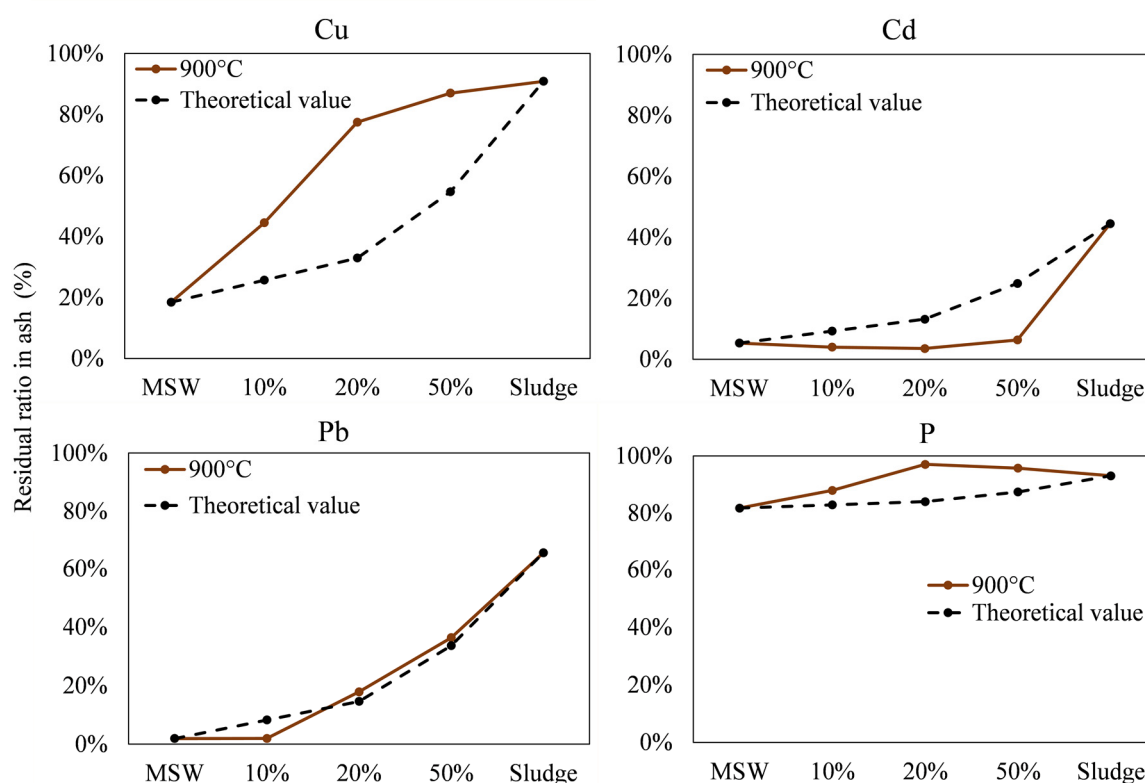 Residual ratio in ash (%)
Cu
100%
80%
60%
40%
20%
0%
900°C
Theoretical value
MSW 10% 20% 50% Sludge
Cd
100%
80%
60%
40%
20%
0%
900°C
Theoretical value
MSW 10% 20% 50% Sludge
Pb
100%
80%
60%
40%
20%
0%
900°C
Theoretical value
MSW 10% 20% 50% Sludge
P
100%
80%
60%
40%
20%
0%
900°C
Theoretical value
MSW 10% 20% 50% Sludge